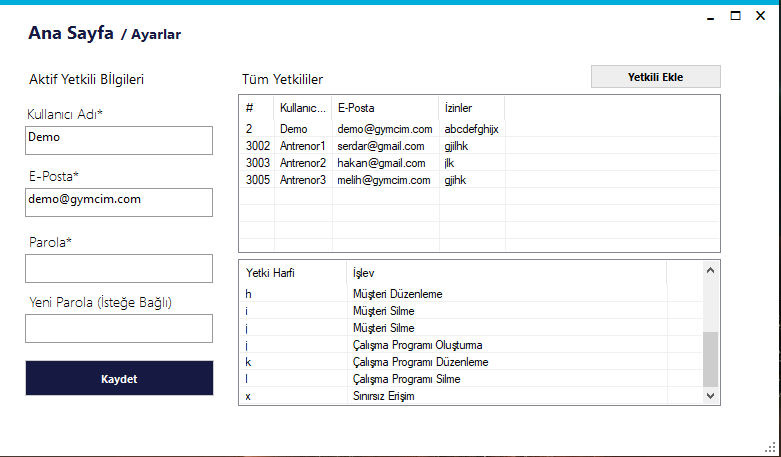 Ana Sayfa / Ayarlar
Aktif Yetkili Bİlgileri
Kullanıcı Adı*
Demo
E-Posta*
demo@gymcim.com
Parola*
Yeni Parola (İsteğe Bağlı)
Kaydet
Tüm Yetkililer
Yetkili Ekle
# Kullanıc... E-Posta İzinler
2 Demo demo@gymcim.com abcdefghijx
3002 Antrenor1 serdar@gmail.com gjilhk
3003 Antrenor2 hakan@gmail.com jlk
3005 Antrenor3 melih@gymcim.com gjihk
Yetki Harfi İşlev
h Müşteri Düzenleme
i Müşteri Silme
j Müşteri Silme
j Çalışma Programı Oluşturma
k Çalışma Programı Düzenleme
l Çalışma Programı Silme
x Sınırsız Erişim